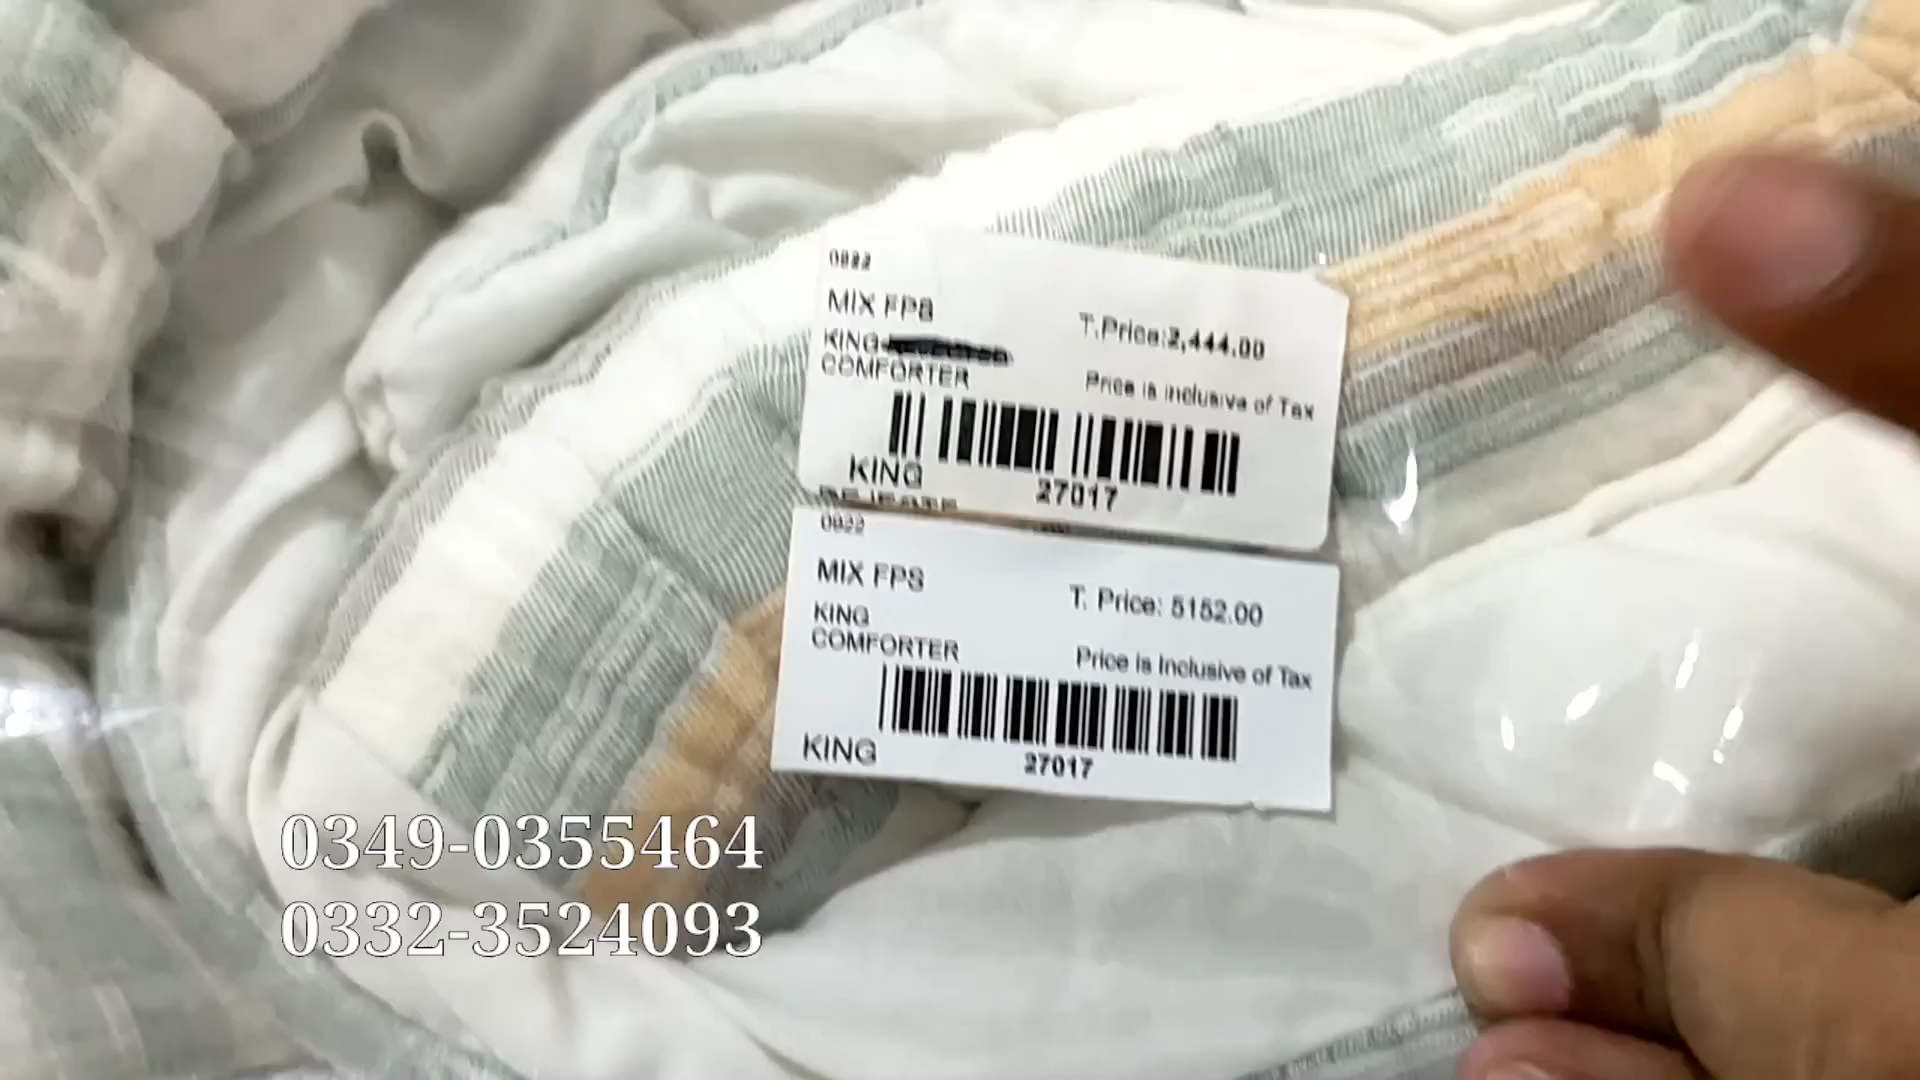 0822
MIX FPS
T.Price:2,444.00
KING
COMFORTER
Price is inclusive of Tax
KING
27017
0822
MIX FPS
T. Price: 5152.00
KING
COMFORTER
Price is Inclusive of Tax
KING
27017
0349-0355464
0332-3524093